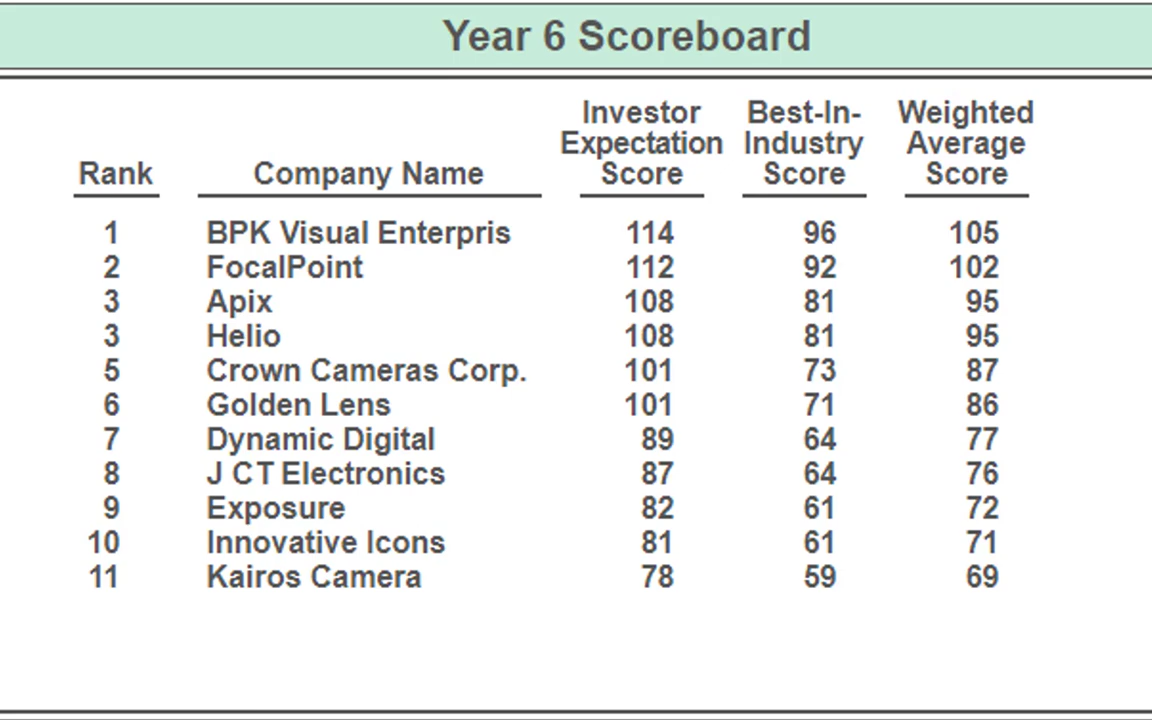 Year 6 Scoreboard
Investor Best-In- Weighted
Expectation Industry Average
Rank Company Name Score Score Score
1 BPK Visual Enterpris 114 96 105
2 FocalPoint 112 92 102
3 Apix 108 81 95
3 Helio 108 81 95
5 Crown Cameras Corp. 101 73 87
6 Golden Lens 101 71 86
7 Dynamic Digital 89 64 77
8 J CT Electronics 87 64 76
9 Exposure 82 61 72
10 Innovative Icons 81 61 71
11 Kairos Camera 78 59 69